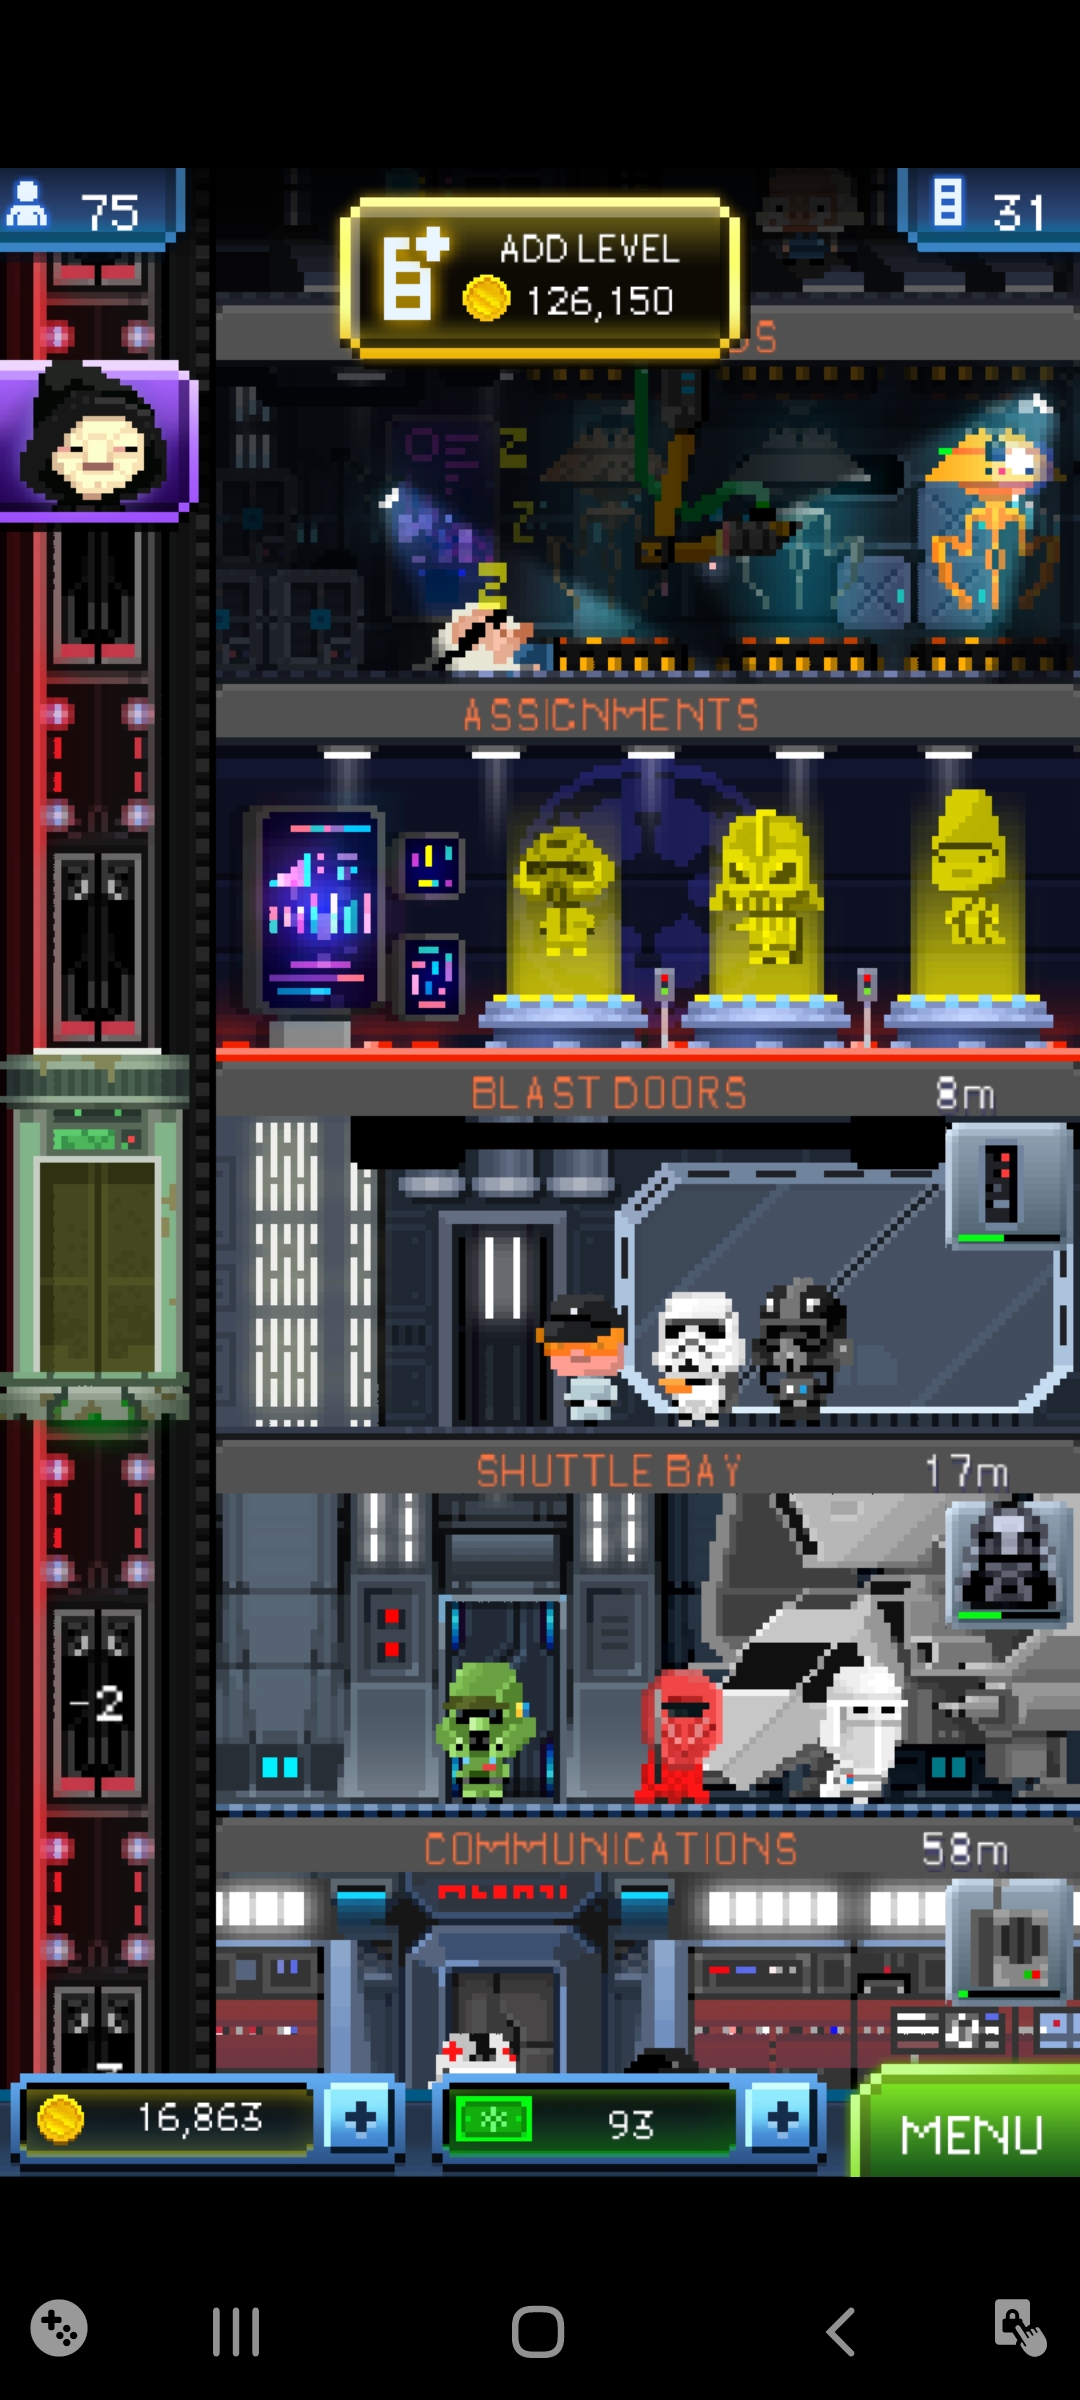 75
ADD LEVEL
126,150
31
ASSIGNMENTS
BLAST DOORS
8m
SHUTTLE BAY
17m
-2
COMMUNICATIONS
58m
16,863
93
MENU